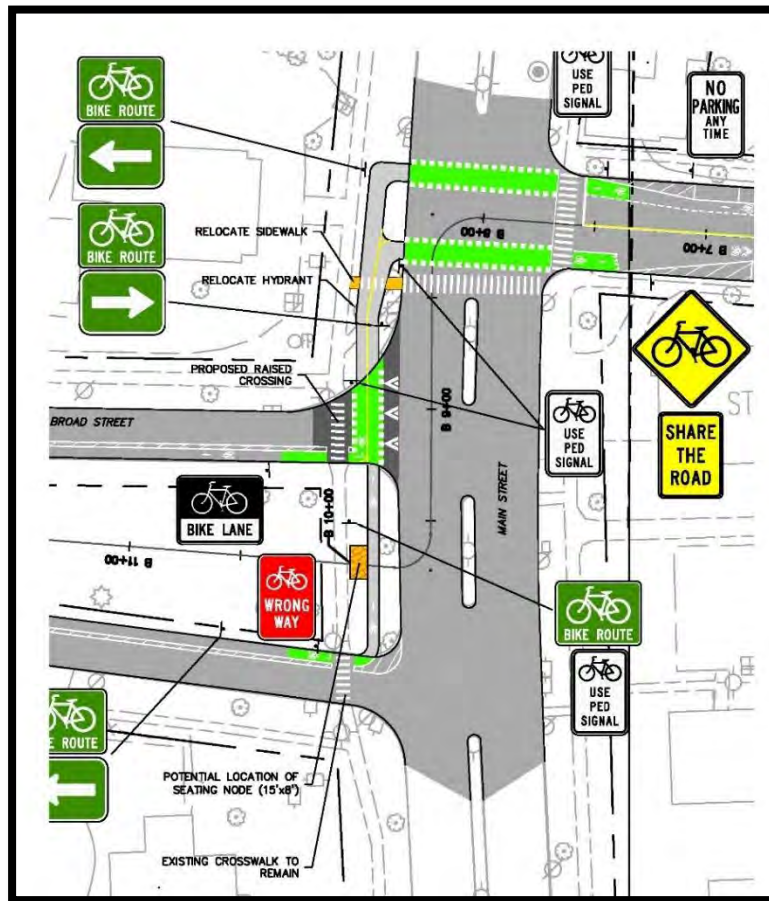 BIKE ROUTE
USE
PED
SIGNAL
NO
PARKING
ANY
TIME
BIKE ROUTE
RELOCATE SIDEWALK
B 8+00
B 7+00
RELOCATE HYDRANT
PROPOSED RAISED
CROSSING
BROAD STREET
B 9+00
USE
PED
SIGNAL
ST
SHARE
THE
ROAD
BIKE LANE
B 10+00
MAIN STREET
B 11+00
WRONG
WAY
BIKE ROUTE
USE
PED
SIGNAL
KE ROUTE
POTENTIAL LOCATION OF
SEATING NODE (15'x8')
EXISTING CROSSWALK TO
REMAIN